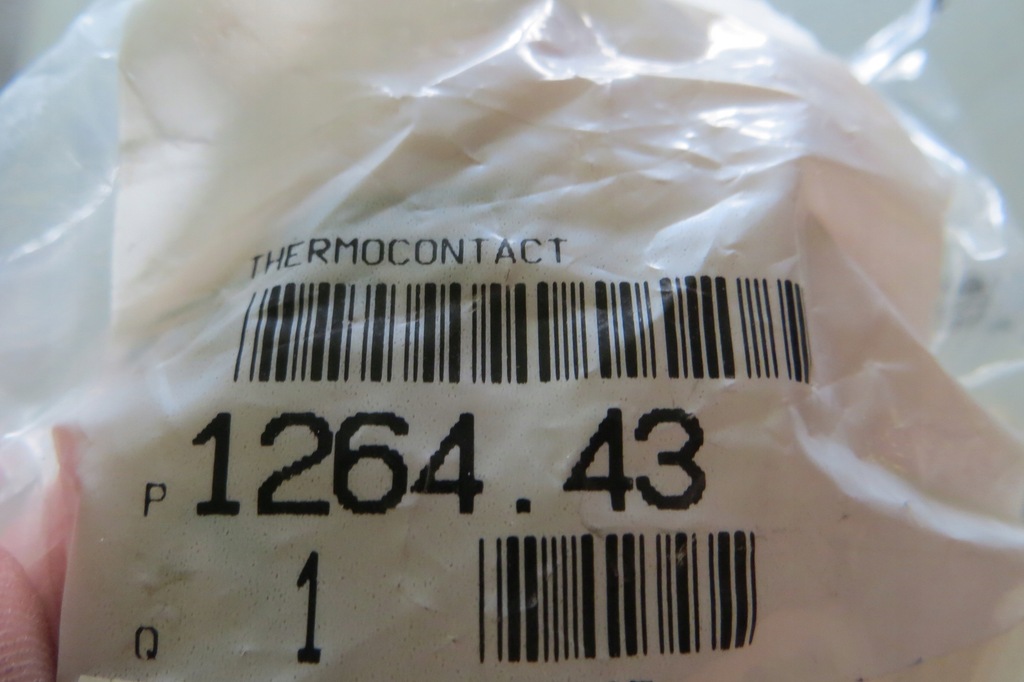 THERMOCONTACT
P 1264.43
Q 1